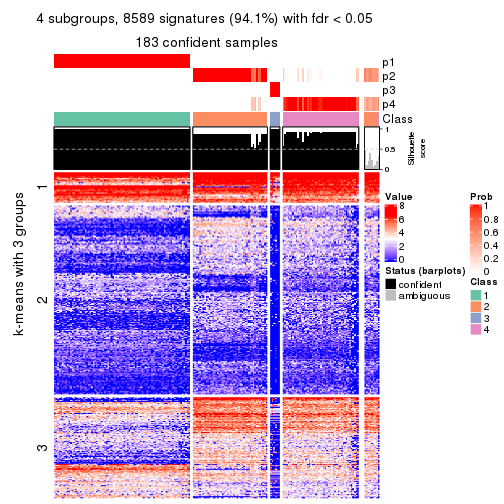 4 subgroups, 8589 signatures (94.1%) with fdr < 0.05
183 confident samples
p1
p2
p3
p4
Class
1
0.5
0
Silhouette
score
k-means with 3 groups
1
2
3
Value
8
6
4
2
0
Status (barplots)
confident
ambiguous
Prob
1
0.8
0.6
0.4
0.2
0
Class
1
2
3
4